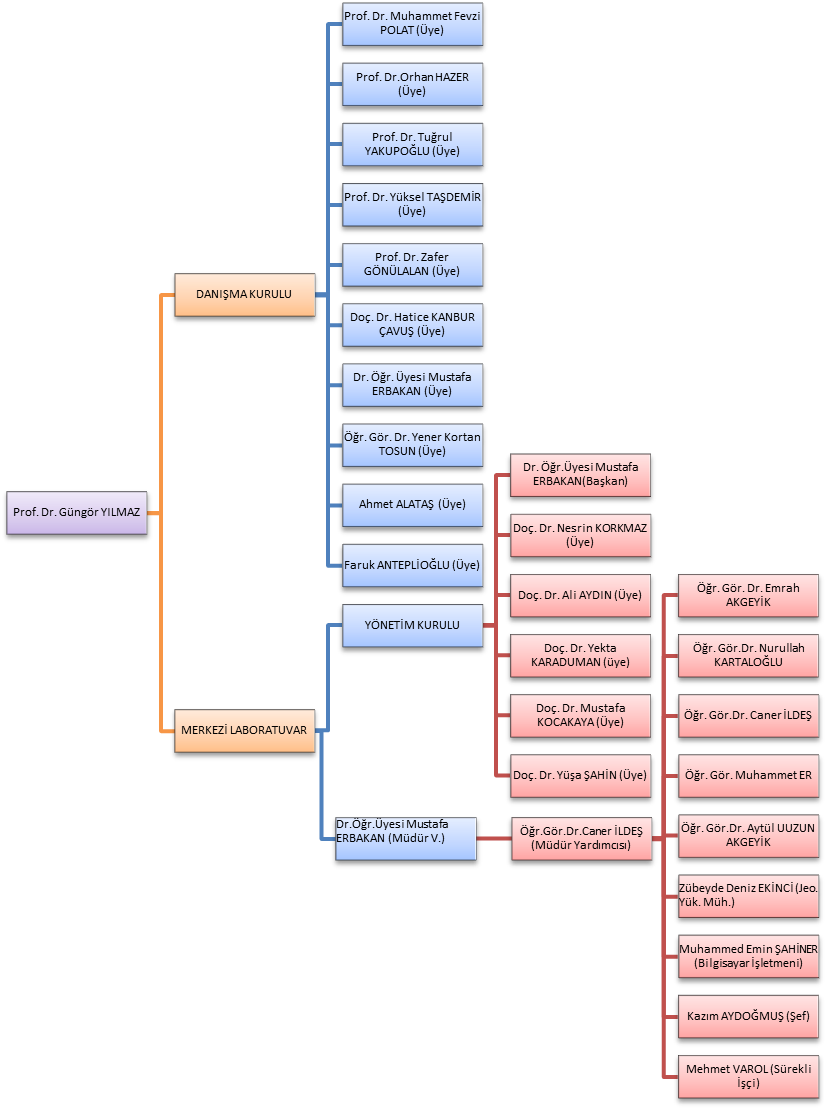 Prof. Dr. Güngör YILMAZ
DANIŞMA KURULU
Prof. Dr. Muhammet Fevzi
POLAT (Üye)
Prof. Dr.Orhan HAZER
(Üye)
Prof. Dr. Tuğrul
YAKUPOĞLU (Üye)
Prof. Dr. Yüksel TAŞDEMİR
(Üye)
Prof. Dr. Zafer
GÖNÜLALAN (Üye)
Doç. Dr. Hatice KANBUR
ÇAVUŞ (Üye)
Dr. Öğr. Üyesi Mustafa
ERBAKAN (Üye)
Öğr. Gör. Dr. Yener Kortan
TOSUN (Üye)
Ahmet ALATAŞ (Üye)
Faruk ANTEPLİOĞLU (Üye)
MERKEZİ LABORATUVAR
YÖNETİM KURULU
Dr. Öğr.Üyesi Mustafa
ERBAKAN(Başkan)
Doç. Dr. Nesrin KORKMAZ
(Üye)
Doç. Dr. Ali AYDIN (Üye)
Doç. Dr. Yekta
KARADUMAN (üye)
Doç. Dr. Mustafa
KOCAKAYA (Üye)
Doç. Dr. Yüşa ŞAHİN (Üye)
Dr.Öğr.Üyesi Mustafa
ERBAKAN (Müdür V.)
Öğr.Gör.Dr.Caner İLDEŞ
(Müdür Yardımcısı)
Öğr. Gör. Dr. Emrah
AKGEYİK
Öğr. Gör.Dr. Nurullah
KARTALOĞLU
Öğr. Gör.Dr. Caner İLDEŞ
Öğr. Gör. Muhammet ER
Öğr. Gör.Dr. Aytül UUZUN
AKGEYİK
Zübeyde Deniz EKİNCİ (Jeo.
Yük. Müh.)
Muhammed Emin ŞAHİNER
(Bilgisayar İşletmeni)
Kazım AYDOĞMUŞ (Şef)
Mehmet VAROL (Sürekli
İşçi)